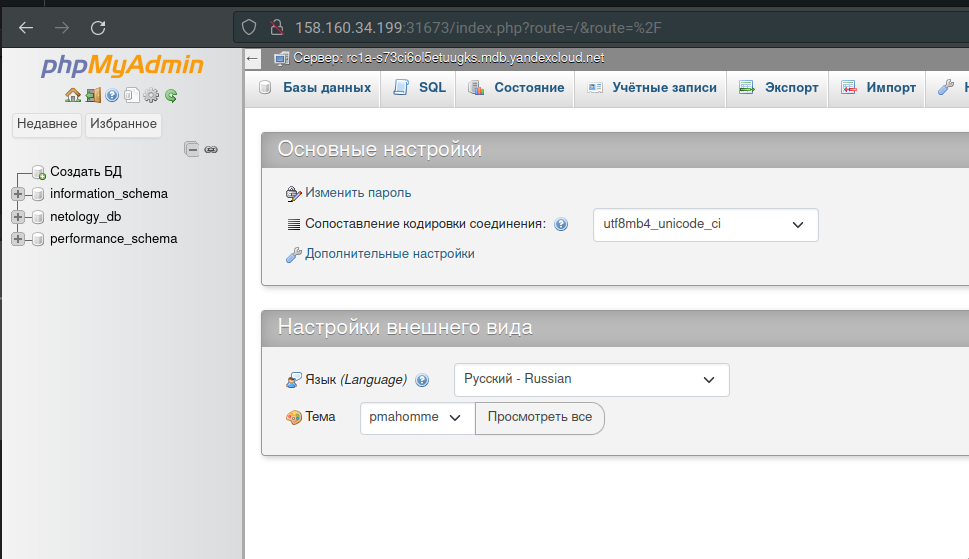 158.160.34.199:31673/index.php?route=/&route=%2F
phpMyAdmin
Недавнее Избранное
Создать БД
information_schema
netology_db
performance_schema
Сервер: rc1a-s73ci6ol5etuugks.mdb.yandexcloud.net
Базы данных SQL Состояние Учётные записи Экспорт Импорт
Основные настройки
Изменить пароль
Сопоставление кодировки соединения: utf8mb4_unicode_ci
Дополнительные настройки
Настройки внешнего вида
Язык (Language) Русский - Russian
Тема pmahomme Просмотреть все